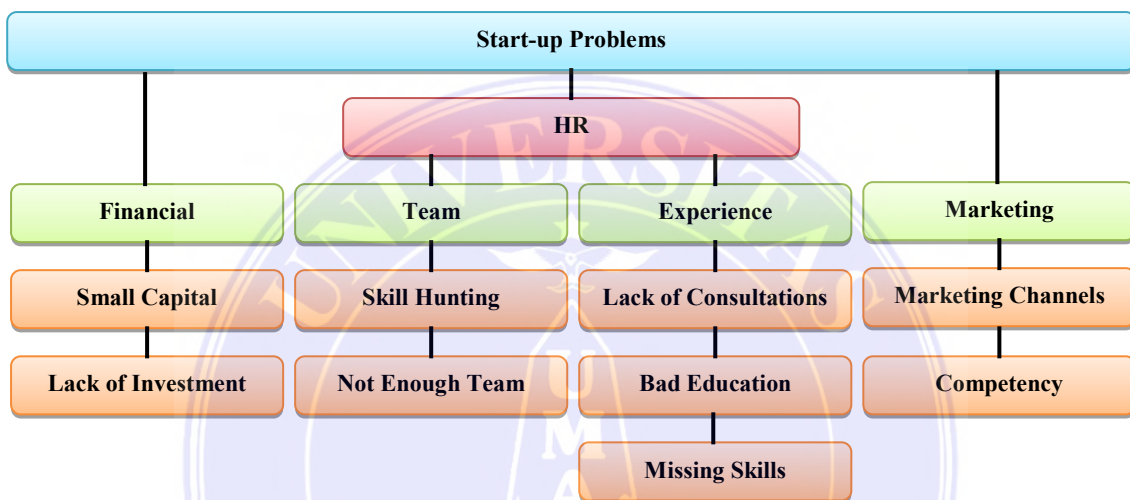 Start-up Problems
HR
Financial
Team
Experience
Marketing
Small Capital
Skill Hunting
Lack of Consultations
Marketing Channels
Lack of Investment
Not Enough Team
Bad Education
Competency
Missing Skills
UNIVERSITAS
U
M
A